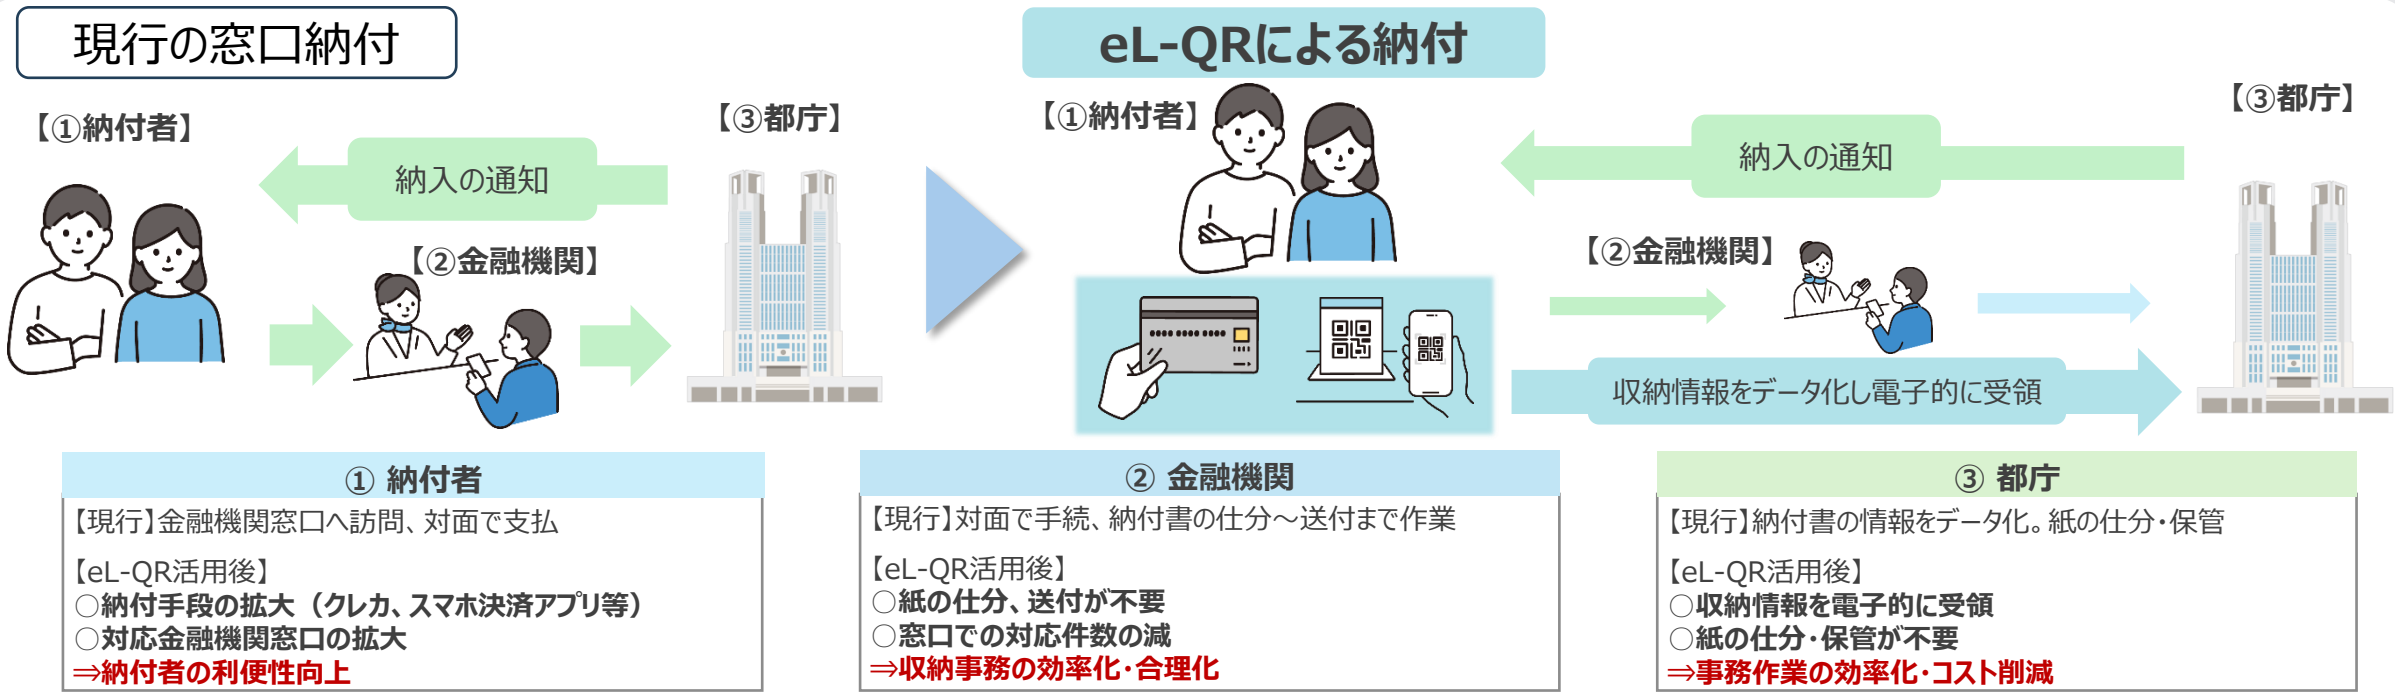 現行の窓口納付
【①納付者】
納入の通知
【③都庁】
【②金融機関】
eL-QRによる納付
【①納付者】
納入の通知
【③都庁】
【②金融機関】
収納情報をデータ化し電子的に受領
① 納付者
【現行】金融機関窓口へ訪問、対面で支払
【eL-QR活用後】
○納付手段の拡大（クレカ、スマホ決済アプリ等）
○対応金融機関窓口の拡大
⇒納付者の利便性向上
② 金融機関
【現行】対面で手続、納付書の仕分～送付まで作業
【eL-QR活用後】
○紙の仕分、送付が不要
○窓口での対応件数の減
⇒収納事務の効率化・合理化
③ 都庁
【現行】納付書の情報をデータ化。紙の仕分・保管
【eL-QR活用後】
○収納情報を電子的に受領
○紙の仕分・保管が不要
⇒事務作業の効率化・コスト削減